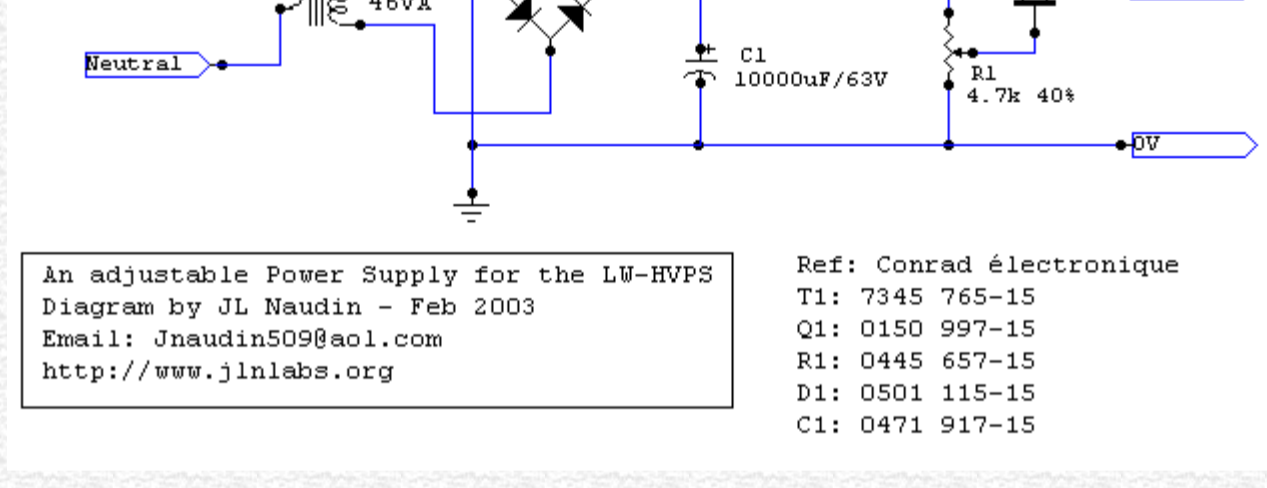 46VA
Neutral
C1
10000uF/63V
R1
4.7k 40%
0V
An adjustable Power Supply for the LW-HVPS
Diagram by JL Naudin - Feb 2003
Email: Jnaudin509@aol.com
http://www.jlnlabs.org
Ref: Conrad électronique
T1: 7345 765-15
Q1: 0150 997-15
R1: 0445 657-15
D1: 0501 115-15
C1: 0471 917-15